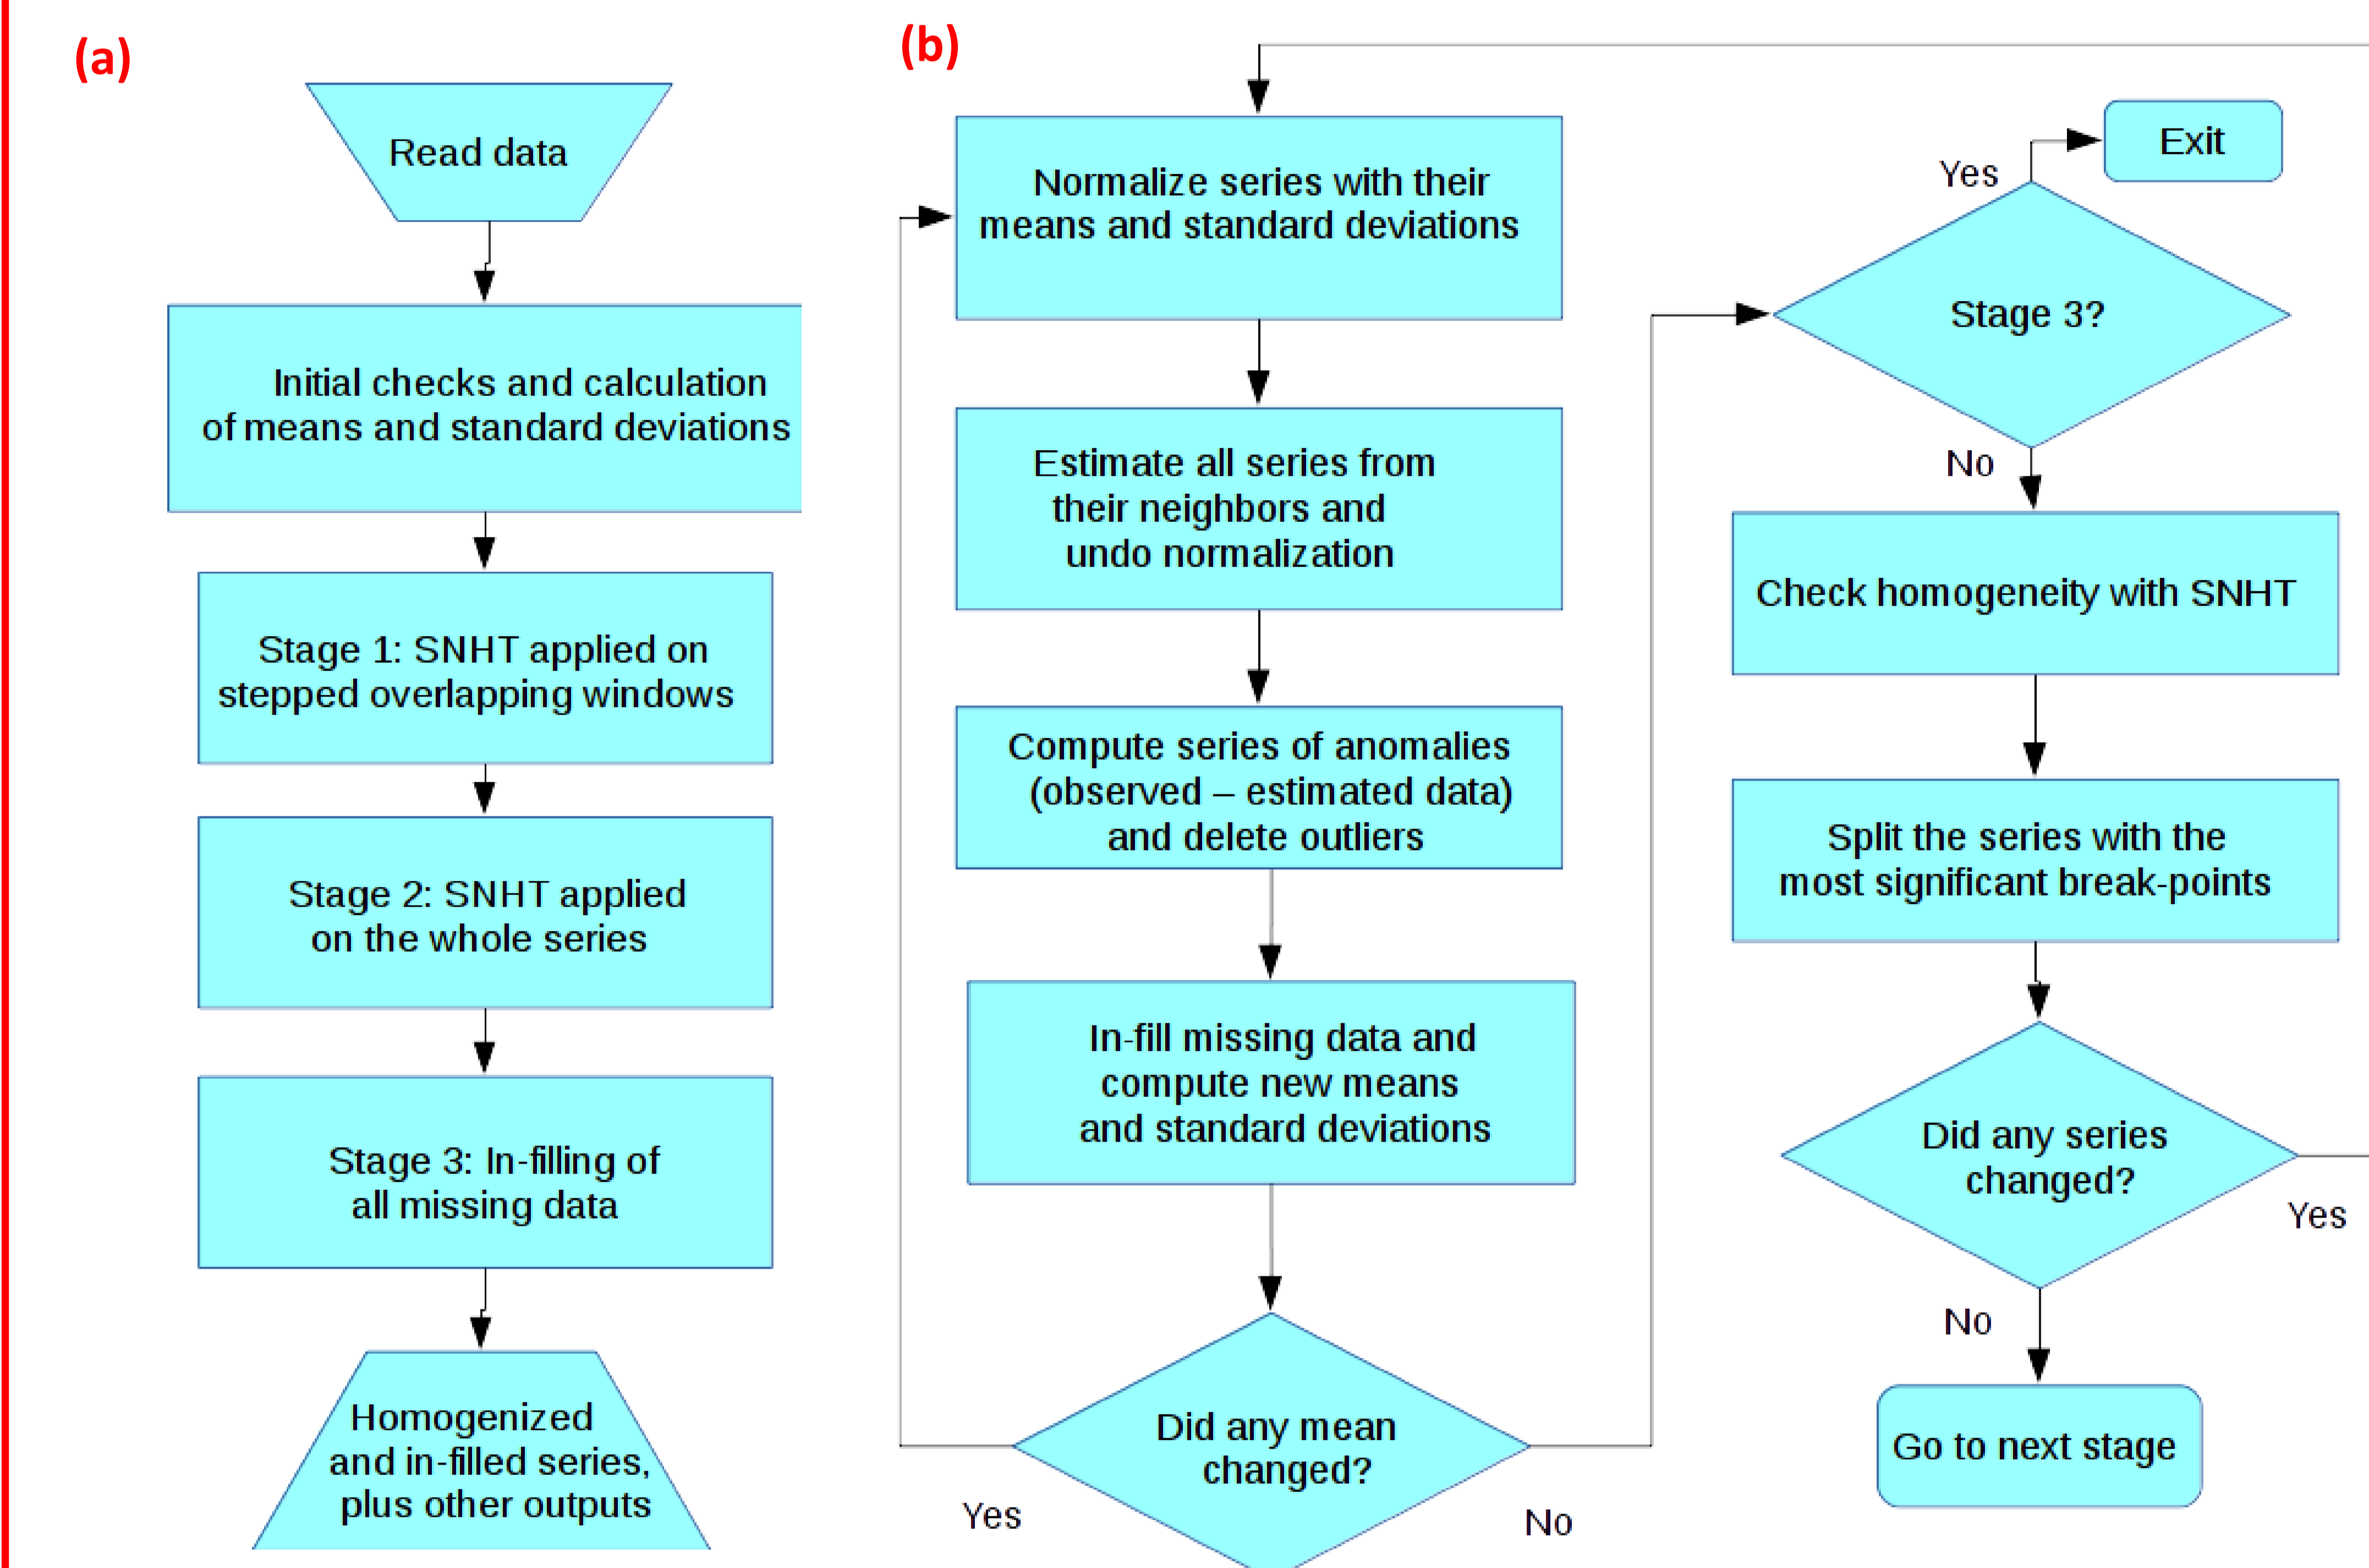 (a)
Read data
Initial checks and calculation
of means and standard deviations
Stage 1: SNHT applied on
stepped overlapping windows
Stage 2: SNHT applied
on the whole series
Stage 3: In-filling of
all missing data
Homogenized
and in-filled series,
plus other outputs
(b)
Normalize series with their
means and standard deviations
Estimate all series from
their neighbors and
undo normalization
Compute series of anomalies
(observed – estimated data)
and delete outliers
In-fill missing data and
compute new means
and standard deviations
Did any mean
changed?
Yes
No
Stage 3?
Yes
Exit
No
Check homogeneity with SNHT
Split the series with the
most significant break-points
Did any series
changed?
Yes
No
Go to next stage